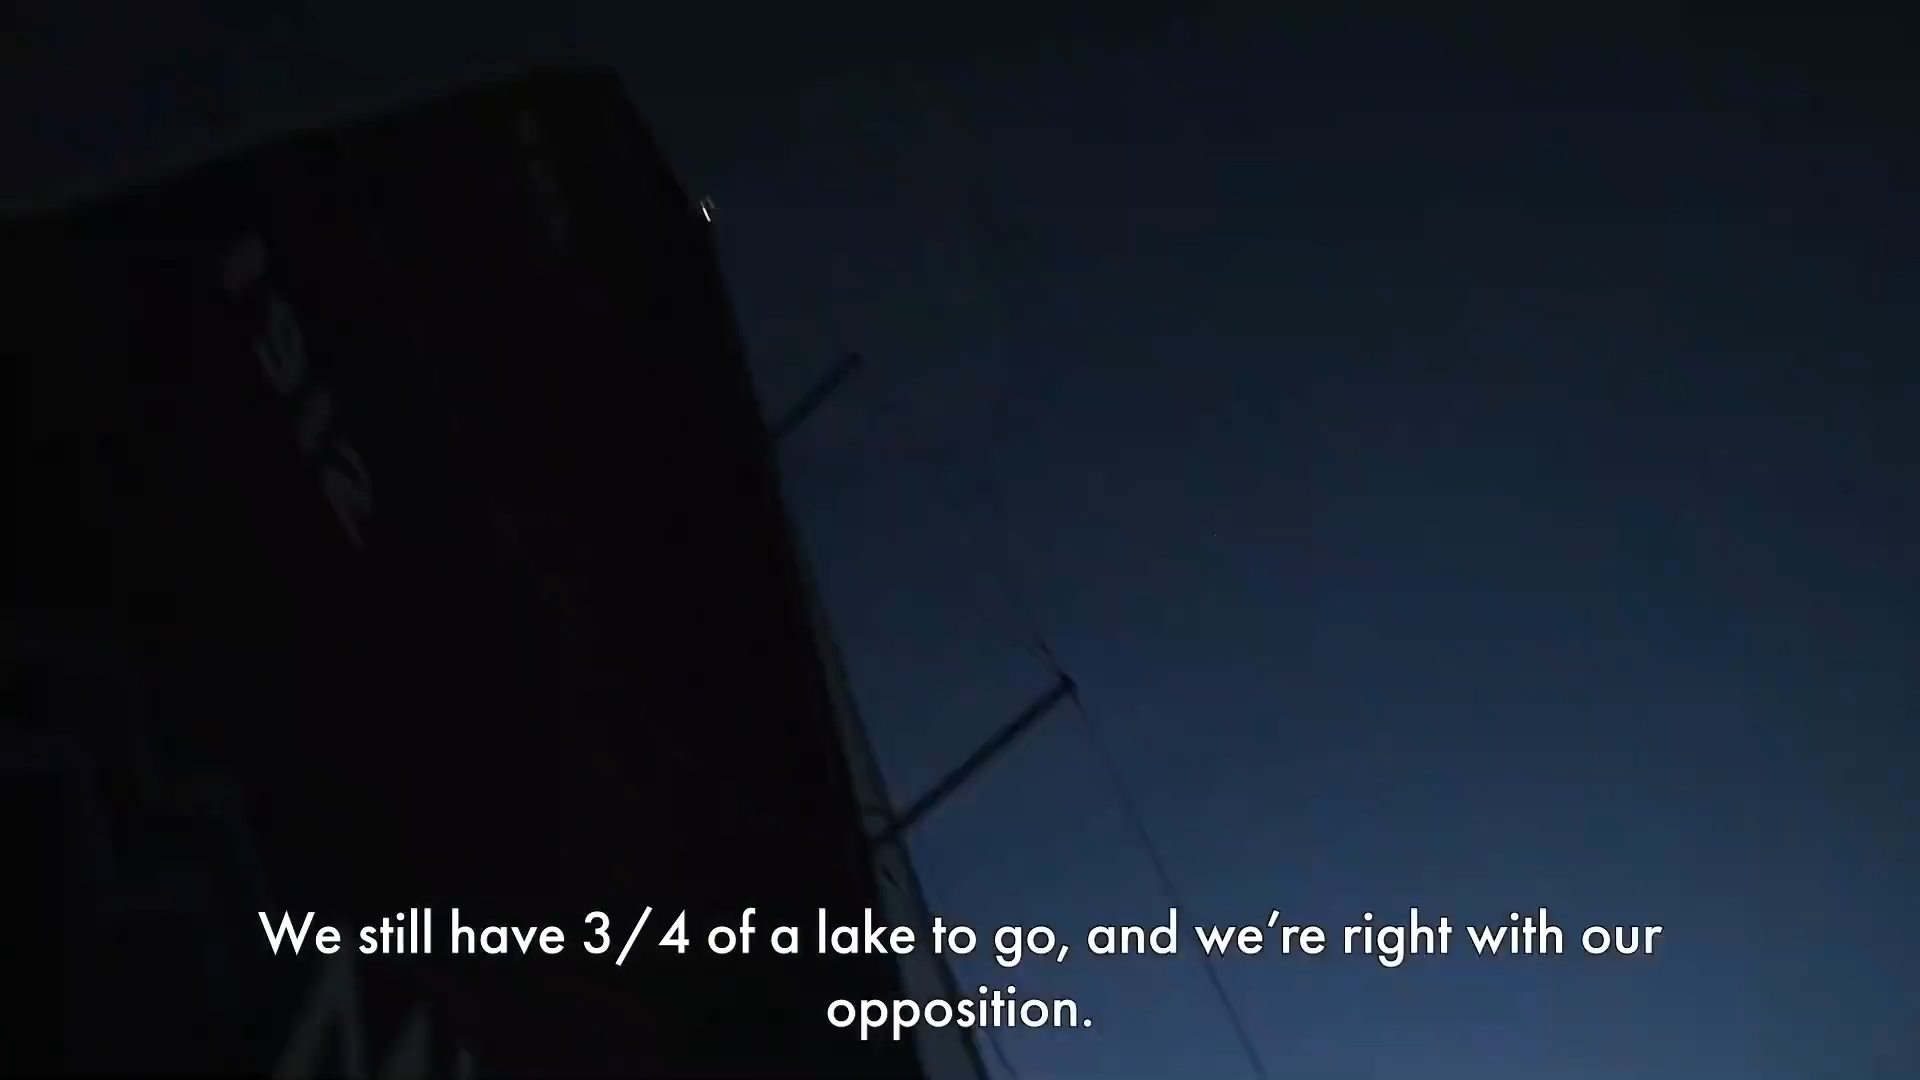 We still have 3/4 of a lake to go, and we’re right with our
opposition.